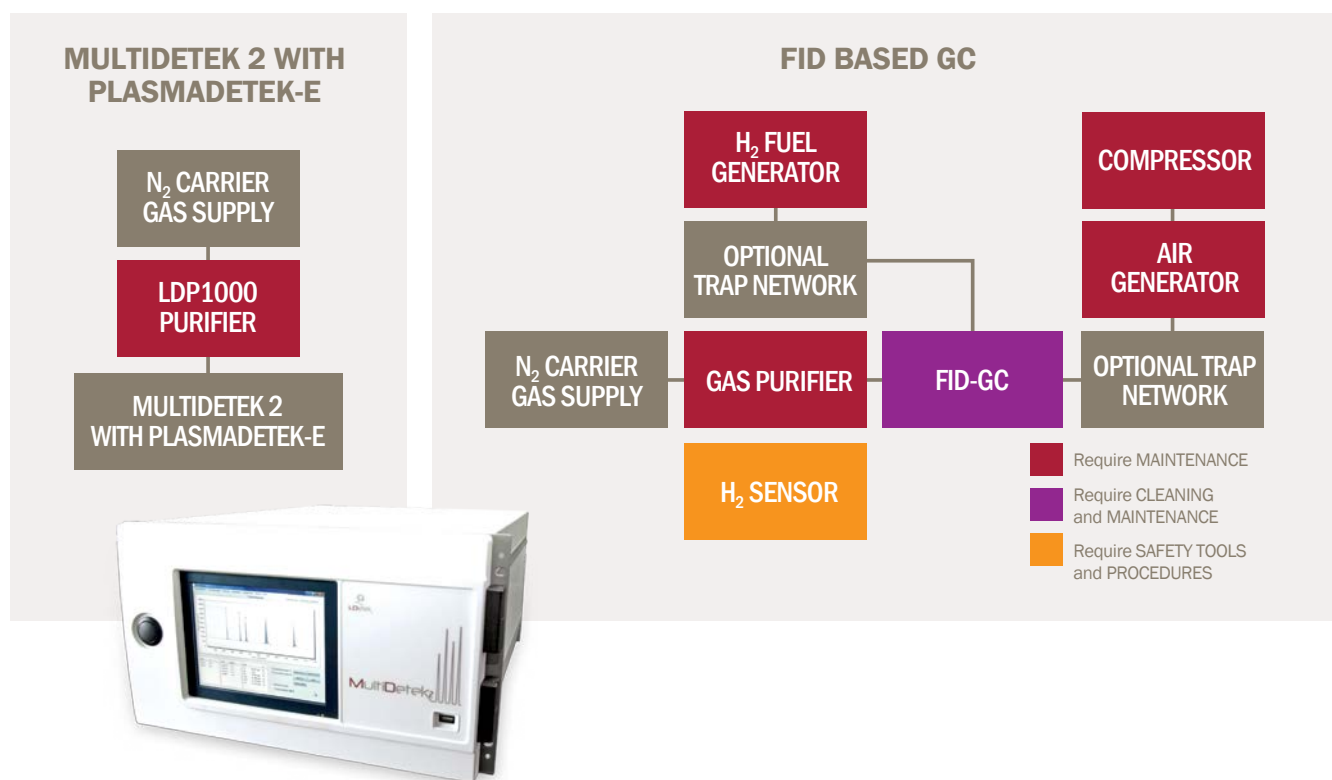 MULTIDETEK 2 WITH
PLASMADETEK-E
N₂ CARRIER
GAS SUPPLY
LDP1000
PURIFIER
MULTIDETEK 2
WITH PLASMADETEK-E
FID BASED GC
H₂ FUEL
GENERATOR
COMPRESSOR
OPTIONAL
TRAP NETWORK
AIR
GENERATOR
N₂ CARRIER
GAS SUPPLY
GAS PURIFIER
FID-GC
OPTIONAL TRAP
NETWORK
H₂ SENSOR
Require MAINTENANCE
Require CLEANING
and MAINTENANCE
Require SAFETY TOOLS
and PROCEDURES
MultiDetek2